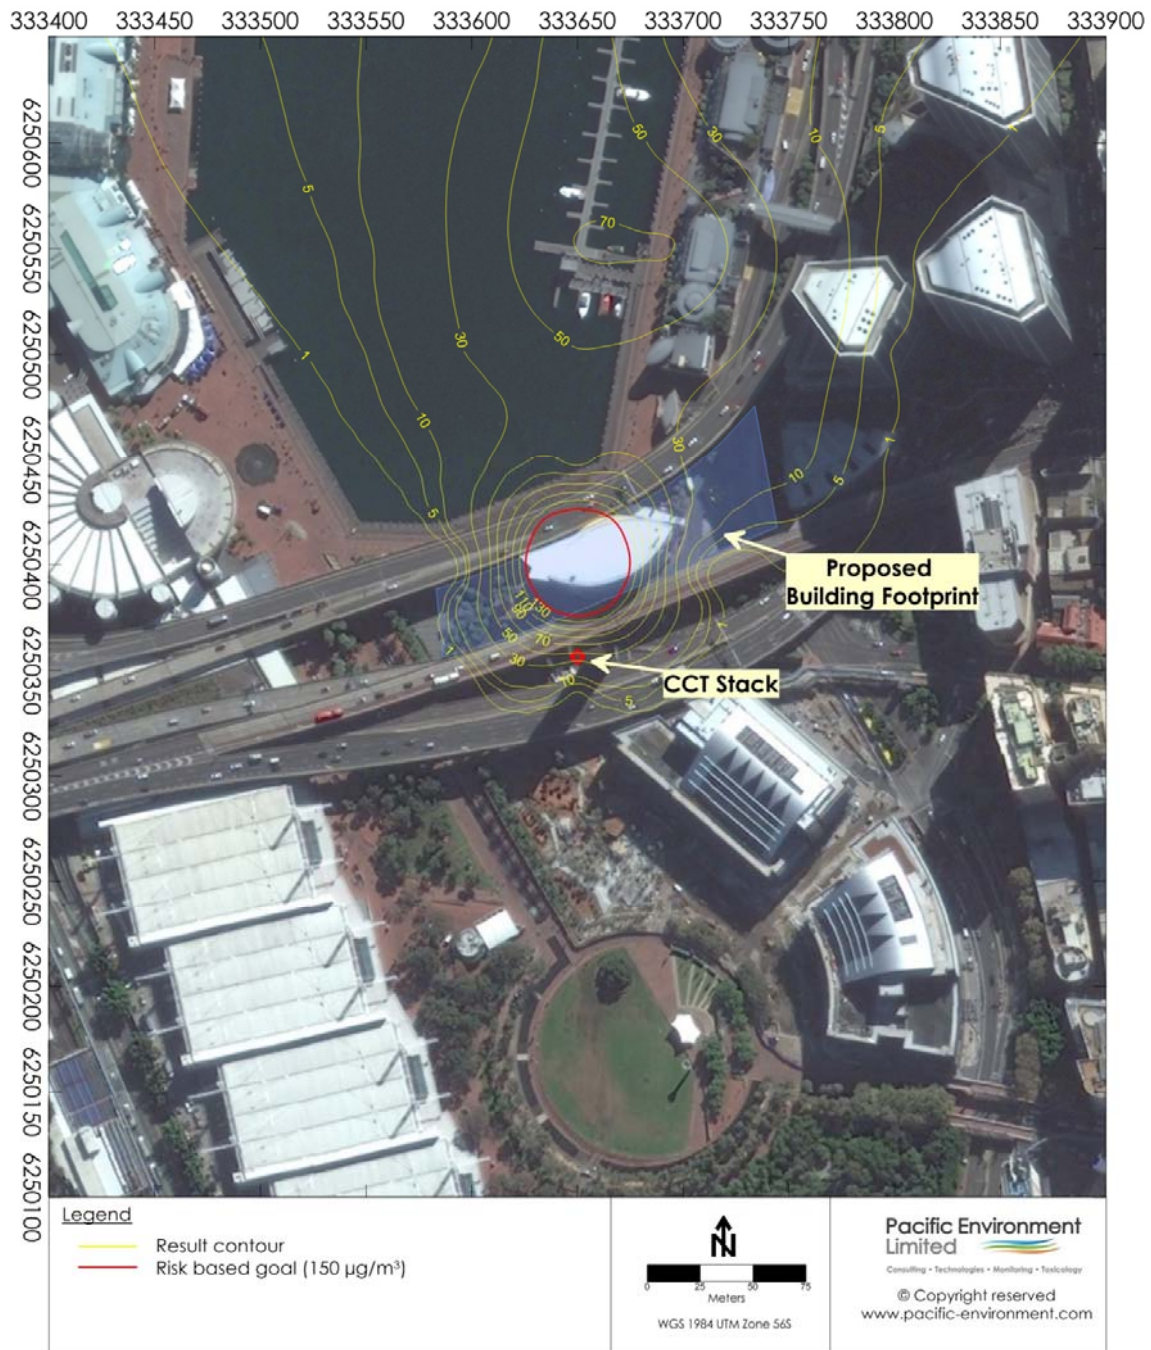 333400 333450 333500 333550 333600 333650 333700 333750 333800 333850 333900
6250600
6250550
6250500
6250450
6250400
6250350
6250300
6250250
6250200
6250150
6250100
50
30
10
5
1
5
70
1
30
50
10
30
1
10
5
5
Proposed
Building Footprint
110
130
90
50
70
1
30
1
10
5
CCT Stack
Legend
Result contour
Risk based goal (150 µg/m³)
N
0 25 50 75
Meters
WGS 1984 UTM Zone 56S
Pacific Environment
Limited
Consulting • Technologies • Monitoring • Toxicology
© Copyright reserved
www.pacific-environment.com